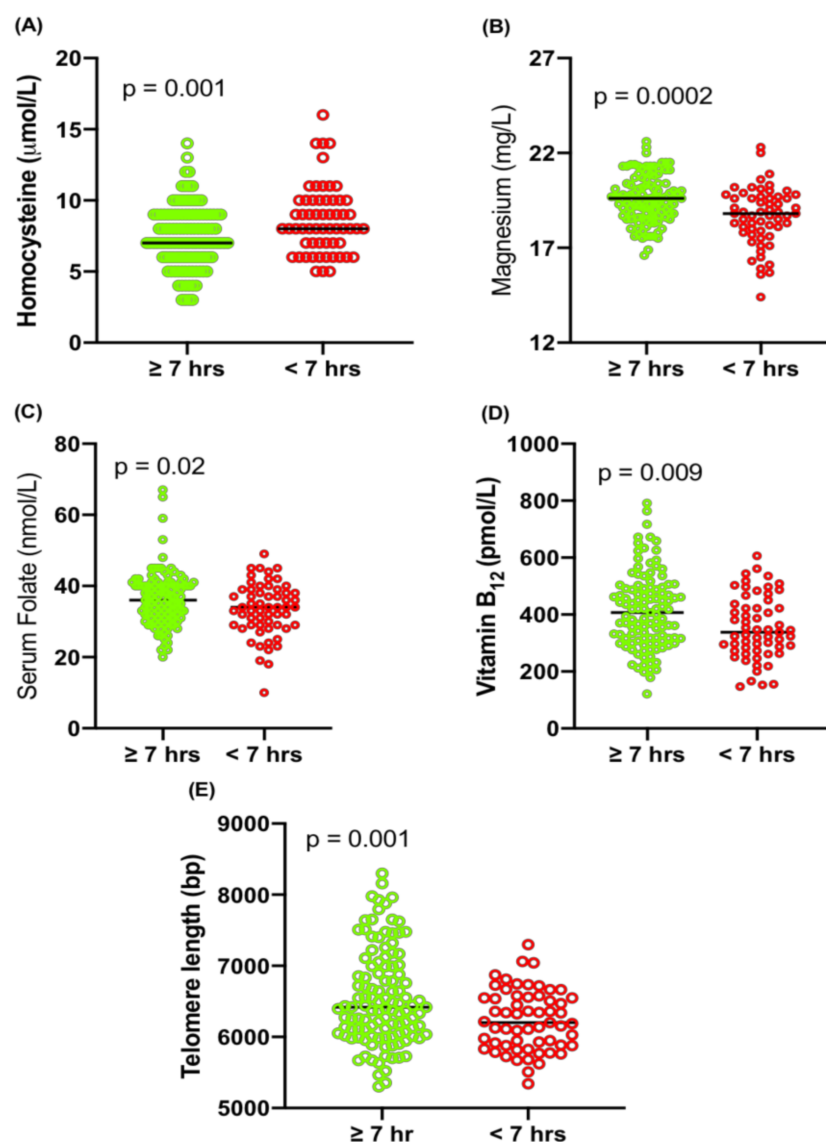 (A)
Homocysteine (μmol/L)
20
15
10
5
0
p = 0.001
≥ 7 hrs
< 7 hrs
(B)
Magnesium (mg/L)
27
22
17
12
p = 0.0002
≥ 7 hrs
< 7 hrs
(C)
Serum Folate (nmol/L)
80
60
40
20
0
p = 0.02
≥ 7 hrs
< 7 hrs
(D)
Vitamin B12 (pmol/L)
1000
800
600
400
200
0
p = 0.009
≥ 7 hrs
< 7 hrs
(E)
Telomere length (bp)
9000
8000
7000
6000
5000
p = 0.001
≥ 7 hr
< 7 hrs